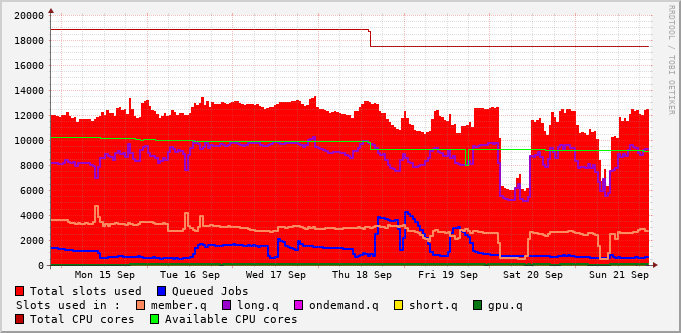 20000
18000
16000
14000
12000
10000
8000
6000
4000
2000
0
Mon 15 Sep Tue 16 Sep Wed 17 Sep Thu 18 Sep Fri 19 Sep Sat 20 Sep Sun 21 Sep
RRDTOOL / TOBI OETIKER
Total slots used Queued Jobs
Slots used in : member.q long.q ondemand.q short.q gpu.q
Total CPU cores Available CPU cores